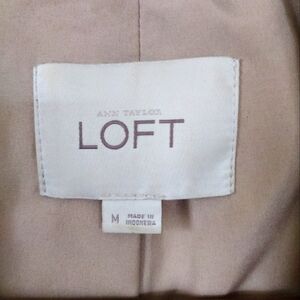 ANN TAYLOR
LOFT
M
MADE IN
INDONESIA